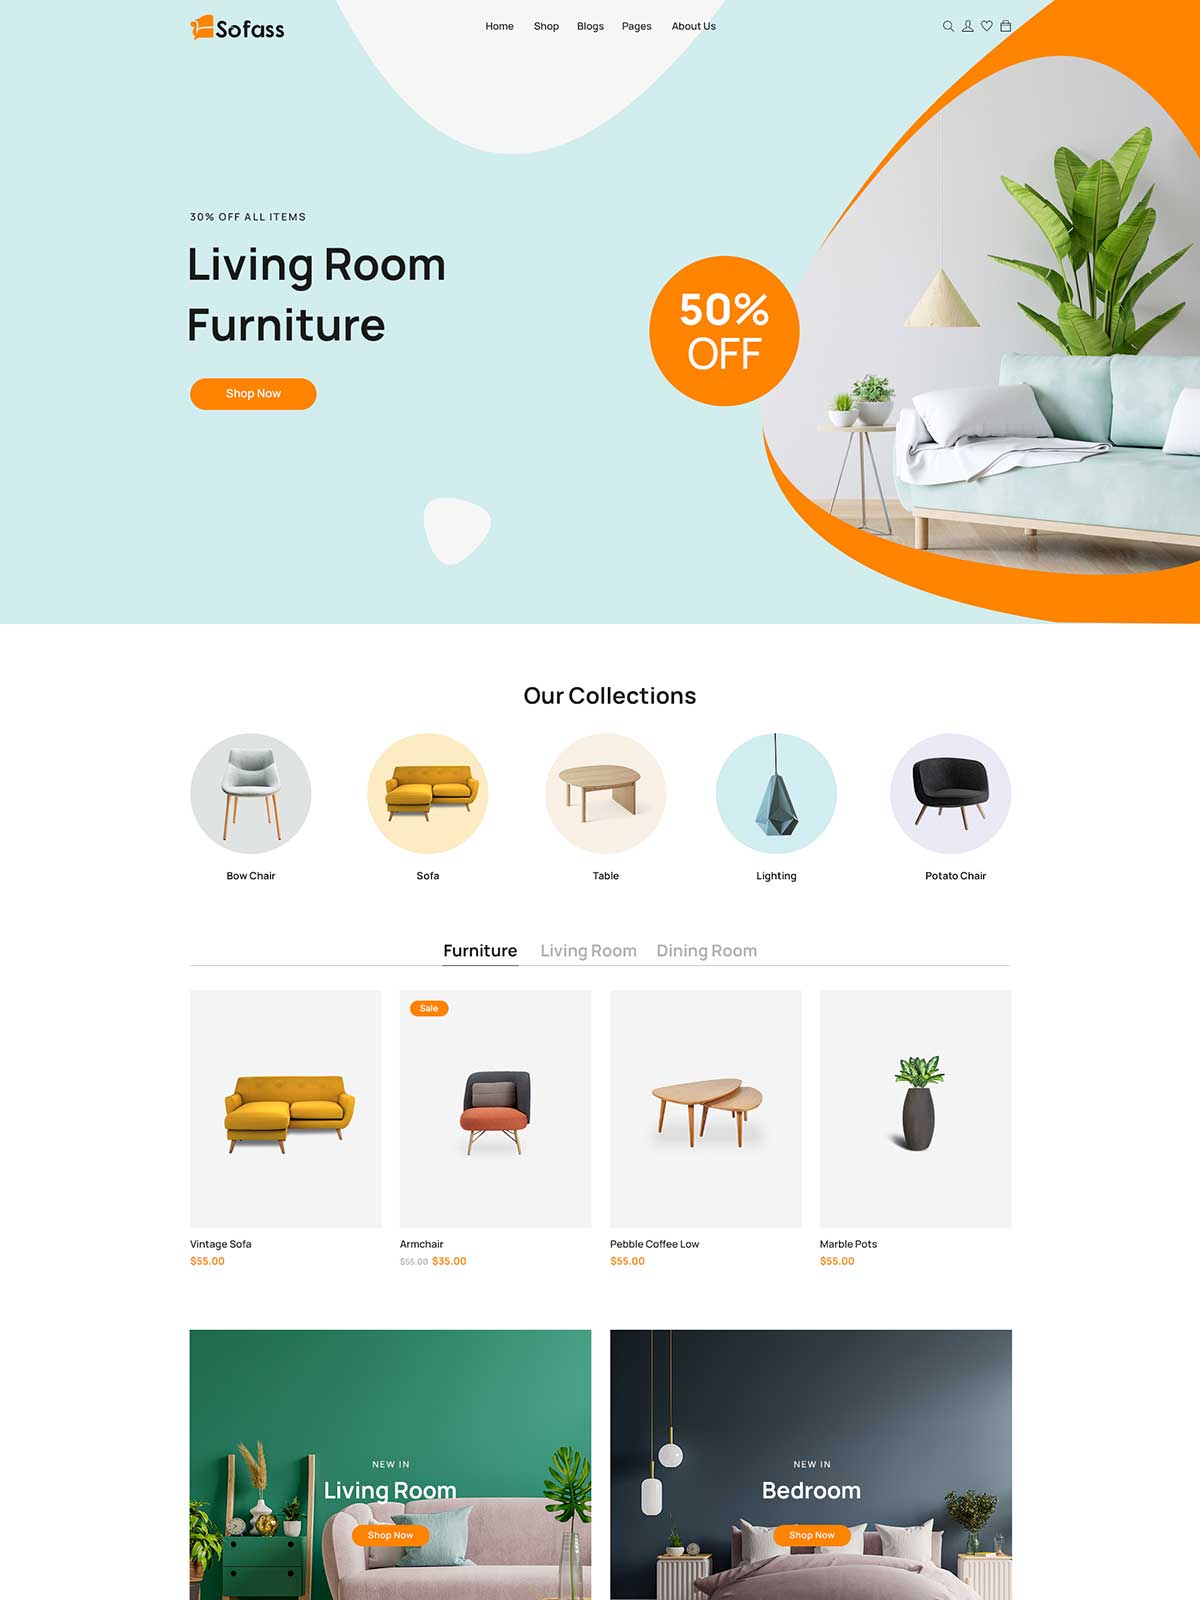 Sofass
Home Shop Blogs Pages About Us
30% OFF ALL ITEMS
Living Room
Furniture
Shop Now
50%
OFF
Our Collections
Bow Chair
Sofa
Table
Lighting
Potato Chair
Furniture Living Room Dining Room
Sale
Vintage Sofa
$55.00
Armchair
$55.00 $35.00
Pebble Coffee Low
$55.00
Marble Pots
$55.00
NEW IN
Living Room
Shop Now
NEW IN
Bedroom
Shop Now